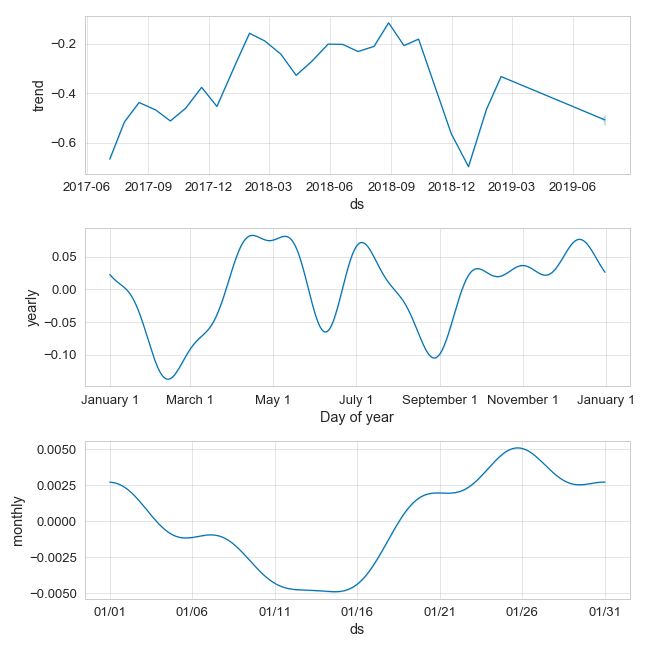 trend
−0.2
−0.4
−0.6
2017-06 2017-09 2017-12 2018-03 2018-06 2018-09 2018-12 2019-03 2019-06
ds
yearly
0.05
0.00
−0.05
−0.10
January 1 March 1 May 1 July 1 September 1 November 1 January 1
Day of year
monthly
0.0050
0.0025
0.0000
−0.0025
−0.0050
01/01 01/06 01/11 01/16 01/21 01/26 01/31
ds